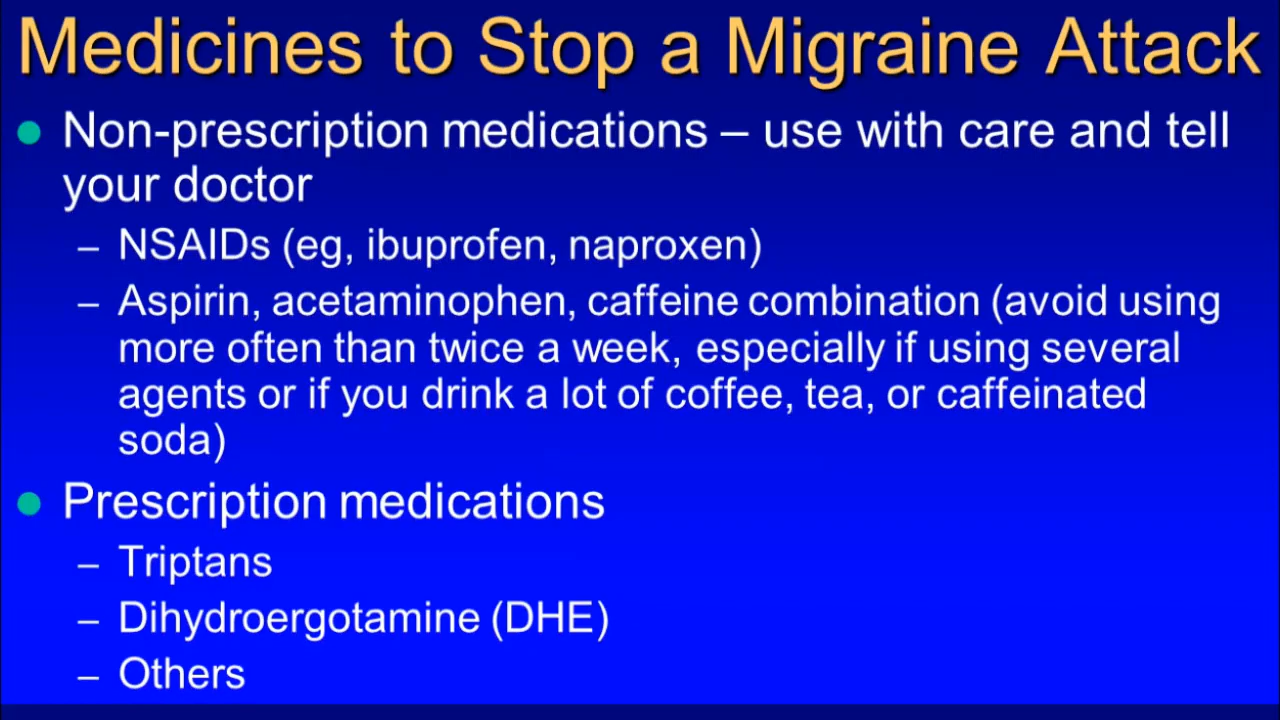 Medicines to Stop a Migraine Attack
Non-prescription medications – use with care and tell
your doctor
– NSAIDs (eg, ibuprofen, naproxen)
– Aspirin, acetaminophen, caffeine combination (avoid using
more often than twice a week, especially if using several
agents or if you drink a lot of coffee, tea, or caffeinated
soda)
Prescription medications
– Triptans
– Dihydroergotamine (DHE)
– Others